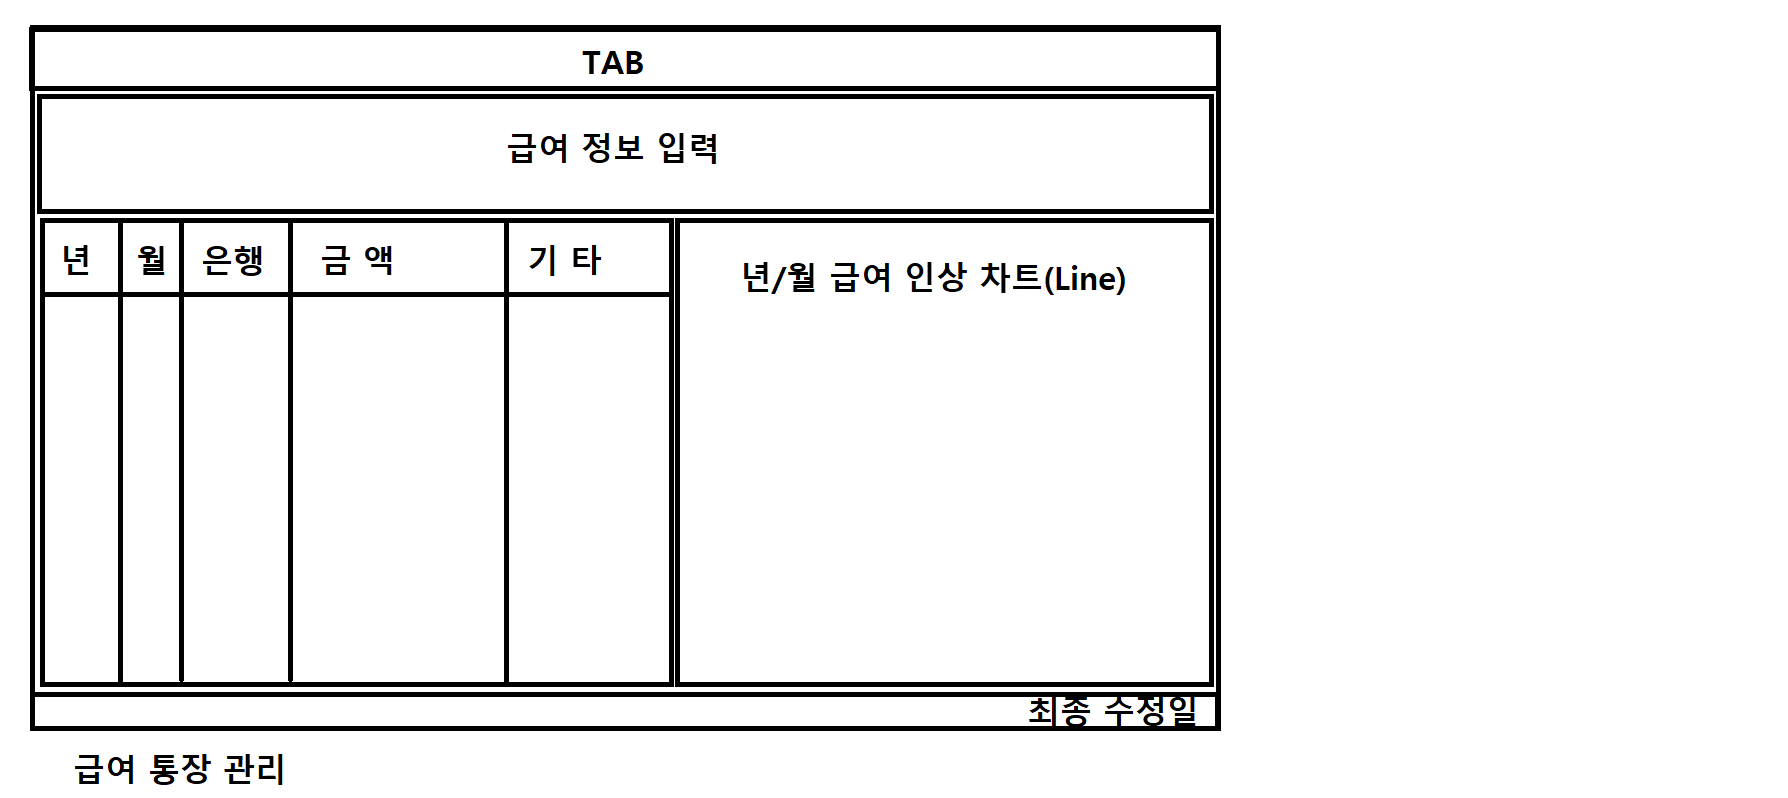 TAB
급여 정보 입력
년 월 은행 금 액 기 타
년/월 급여 인상 차트(Line)
최종 수정일
급여 통장 관리